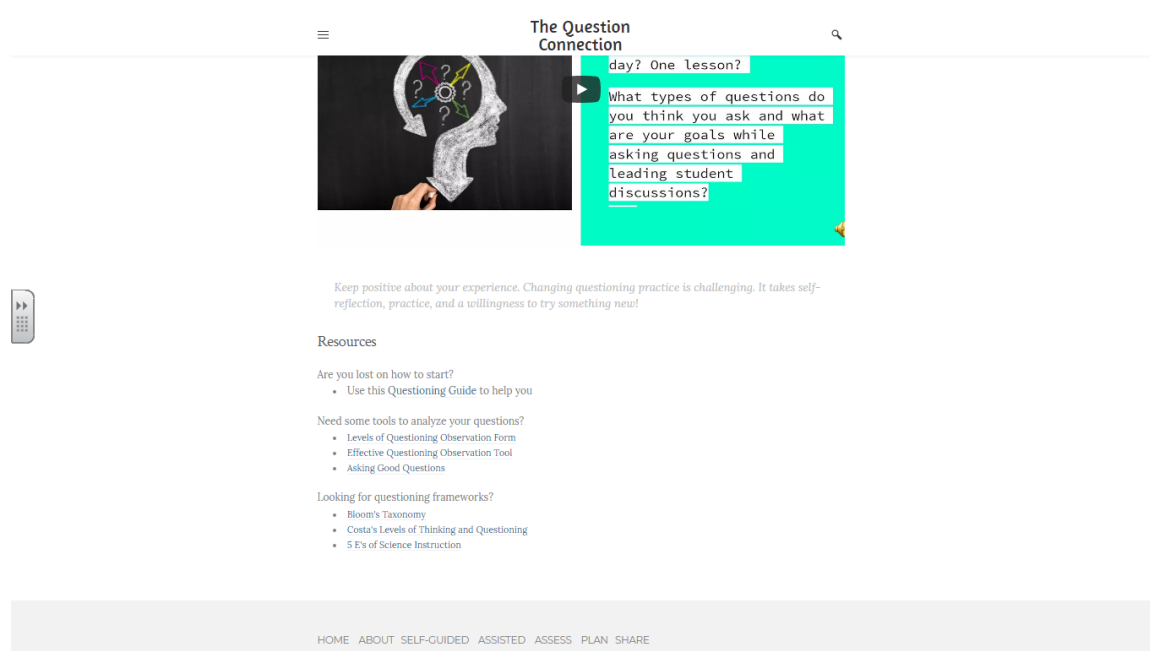 The Question
Connection
day? One lesson?
What types of questions do
you think you ask and what
are your goals while
asking questions and
leading student
discussions?
? ? ? ? ?
Keep positive about your experience. Changing questioning practice is challenging. It takes self-
reflection, practice, and a willingness to try something new!
Resources
Are you lost on how to start?
• Use this Questioning Guide to help you
Need some tools to analyze your questions?
• Levels of Questioning Observation Form
• Effective Questioning Observation Tool
• Asking Good Questions
Looking for questioning frameworks?
• Bloom's Taxonomy
• Costa's Levels of Thinking and Questioning
• 5 E's of Science Instruction
HOME ABOUT SELF-GUIDED ASSISTED ASSESS PLAN SHARE